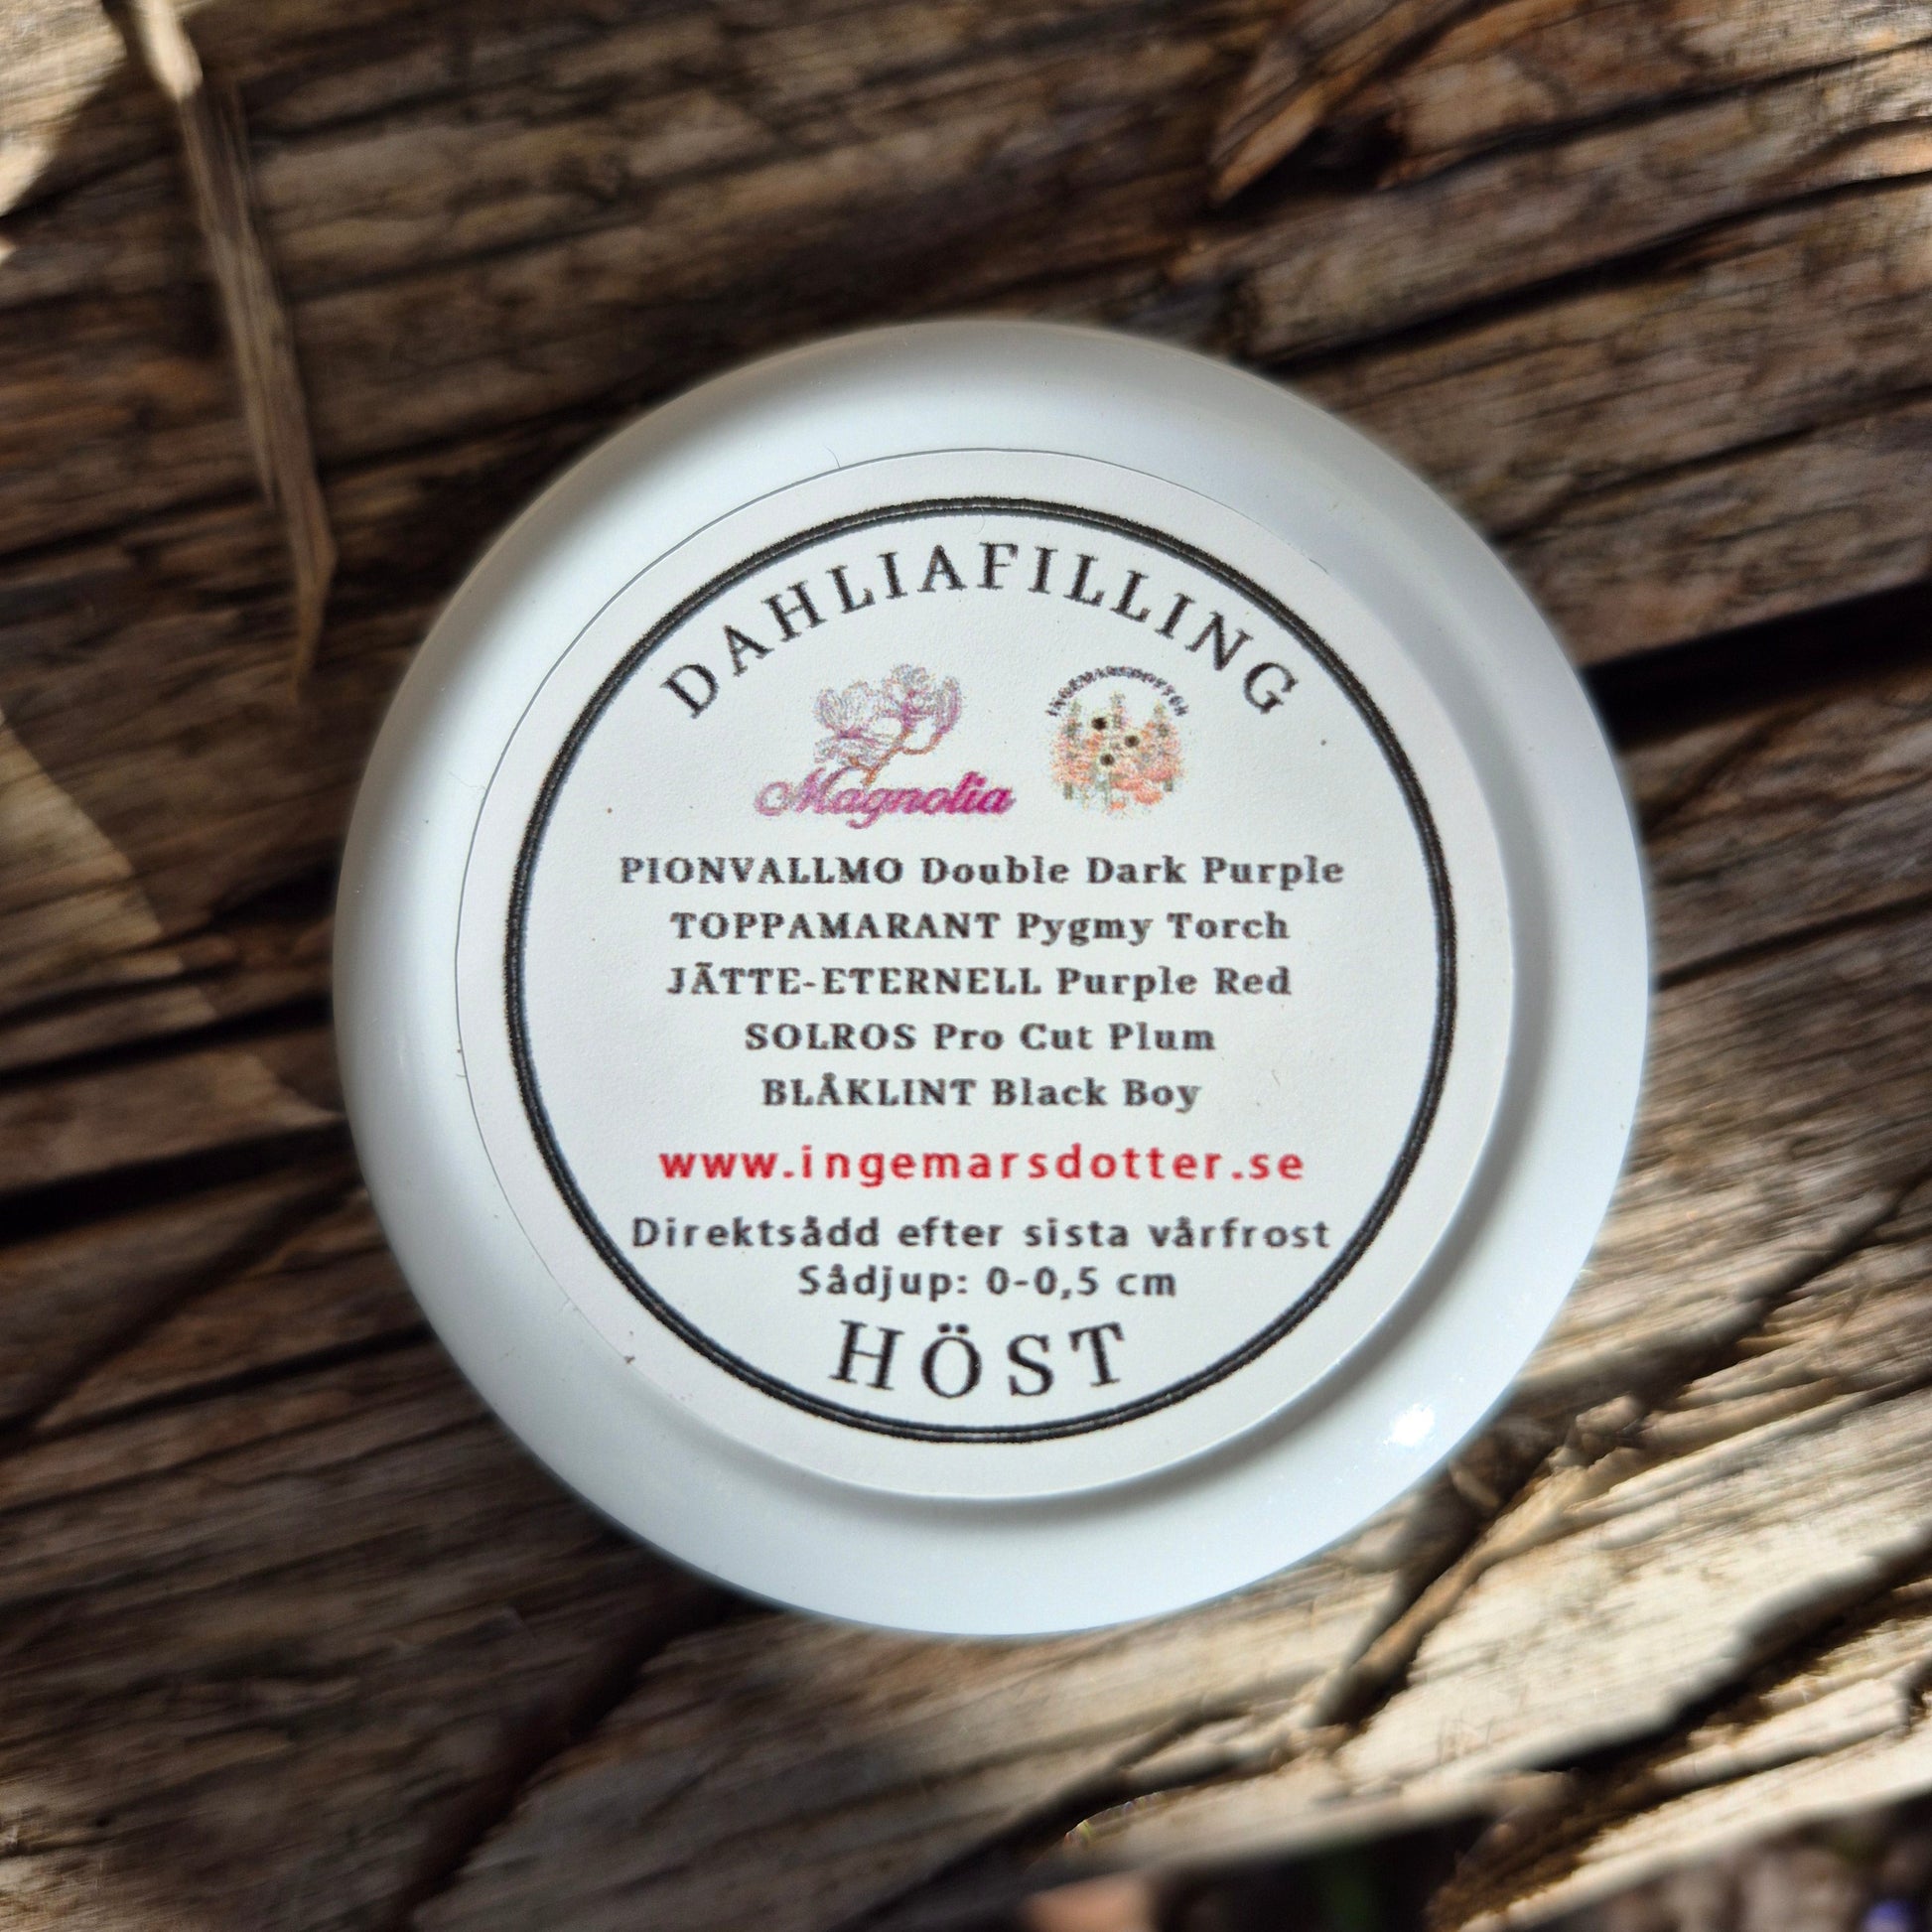 DAHLIAFILLING
INGEMARSDOTTER
Magnolia
PIONVALLMO Double Dark Purple
TOPPAMARANT Pygmy Torch
JÄTTE-ETERNELL Purple Red
SOLROS Pro Cut Plum
BLÅKLINT Black Boy
www.ingemarsdotter.se
Direktsådd efter sista vårfrost
Sådjup: 0-0,5 cm
HÖST